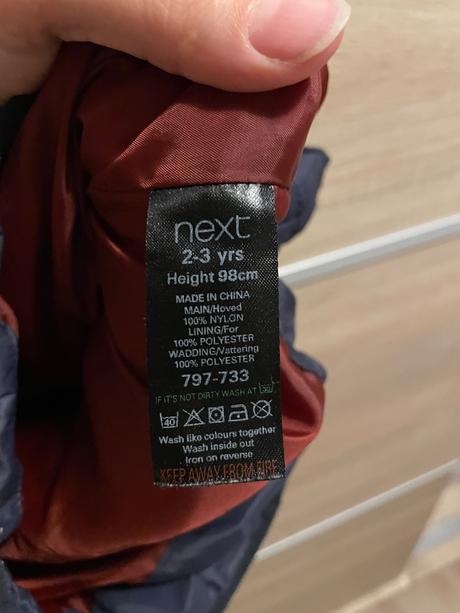 next
2-3 yrs
Height 98cm
MADE IN CHINA
MAIN/Hoved
100% NYLON
LINING/For
100% POLYESTER
WADDING/Vattering
100% POLYESTER
797-733
IF IT'S NOT DIRTY WASH AT 30°
40
Wash like colours together
Wash inside out
Iron on reverse
KEEP AWAY FROM FIRE